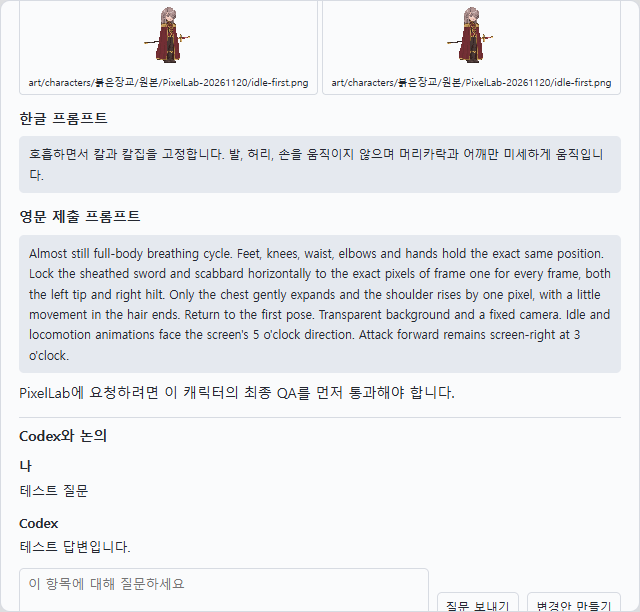 art/characters/붉은장교/원본/PixelLab-20261120/idle-first.png
art/characters/붉은장교/원본/PixelLab-20261120/idle-first.png
한글 프롬프트
호흡하면서 칼과 칼집을 고정합니다. 발, 허리, 손을 움직이지 않으며 머리카락과 어깨만 미세하게 움직입니
다.
영문 제출 프롬프트
Almost still full-body breathing cycle. Feet, knees, waist, elbows and hands hold the exact same position.
Lock the sheathed sword and scabbard horizontally to the exact pixels of frame one for every frame, both
the left tip and right hilt. Only the chest gently expands and the shoulder rises by one pixel, with a little
movement in the hair ends. Return to the first pose. Transparent background and a fixed camera. Idle and
locomotion animations face the screen's 5 o'clock direction. Attack forward remains screen-right at 3
o'clock.
PixelLab에 요청하려면 이 캐릭터의 최종 QA를 먼저 통과해야 합니다.
Codex와 논의
나
테스트 질문
Codex
테스트 답변입니다.
이 항목에 대해 질문하세요
질문 보내기
변경안 만들기